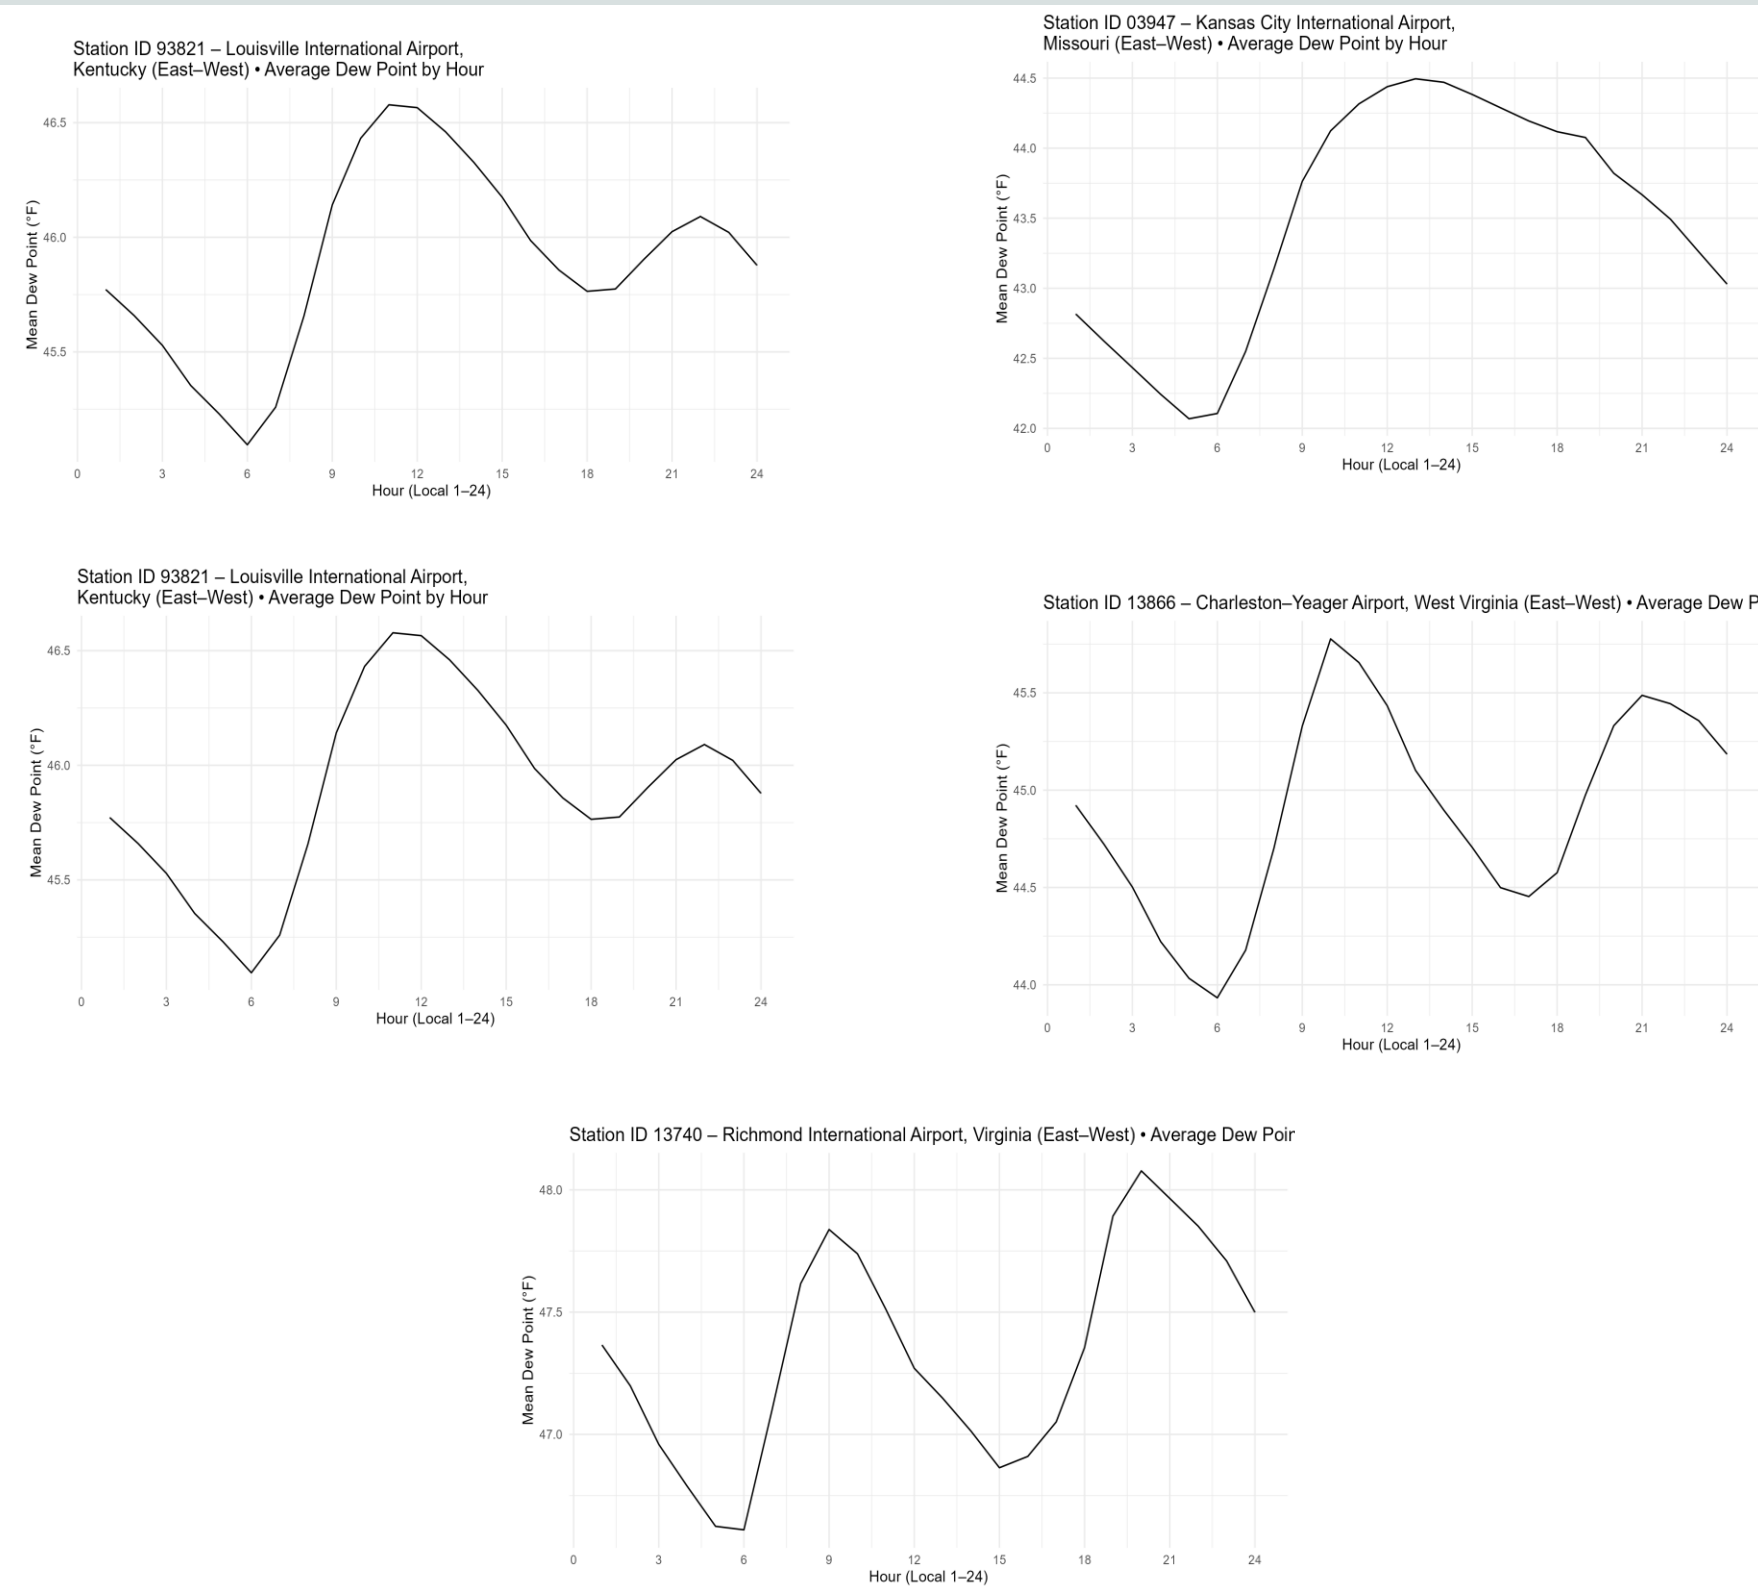 Station ID 93821 – Louisville International Airport,
Kentucky (East–West) • Average Dew Point by Hour
46.5
46.0
45.5
Mean Dew Point (°F)
0 3 6 9 12 15 18 21 24
Hour (Local 1–24)
Station ID 03947 – Kansas City International Airport,
Missouri (East–West) • Average Dew Point by Hour
44.5
44.0
43.5
43.0
42.5
42.0
Mean Dew Point (°F)
0 3 6 9 12 15 18 21 24
Hour (Local 1–24)
Station ID 93821 – Louisville International Airport,
Kentucky (East–West) • Average Dew Point by Hour
46.5
46.0
45.5
Mean Dew Point (°F)
0 3 6 9 12 15 18 21 24
Hour (Local 1–24)
Station ID 13866 – Charleston–Yeager Airport, West Virginia (East–West) • Average Dew P
45.5
45.0
44.5
44.0
Mean Dew Point (°F)
0 3 6 9 12 15 18 21 24
Hour (Local 1–24)
Station ID 13740 – Richmond International Airport, Virginia (East–West) • Average Dew Poin
48.0
47.5
47.0
Mean Dew Point (°F)
0 3 6 9 12 15 18 21 24
Hour (Local 1–24)